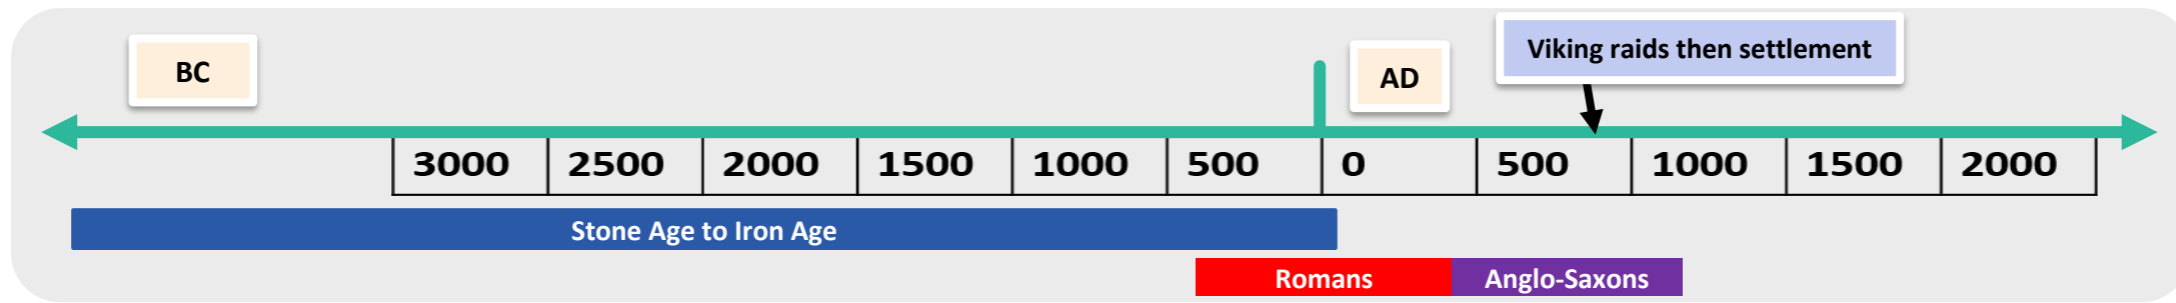 BC
AD
Viking raids then settlement
3000 2500 2000 1500 1000 500 0 500 1000 1500 2000
Stone Age to Iron Age
Romans Anglo-Saxons